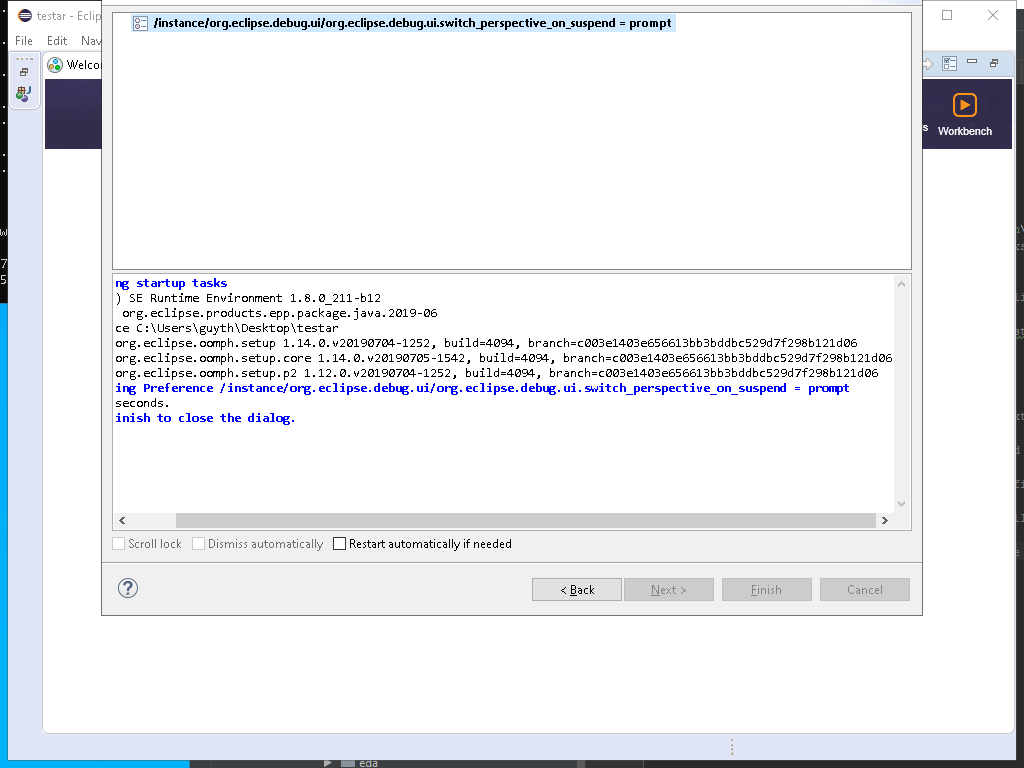 /instance/org.eclipse.debug.ui/org.eclipse.debug.ui.switch_perspective_on_suspend = prompt
testar - Eclip
File Edit Nav
Welco
s Workbench
ng startup tasks
) SE Runtime Environment 1.8.0_211-b12
org.eclipse.products.epp.package.java.2019-06
ce C:\Users\guyth\Desktop\testar
org.eclipse.oomph.setup 1.14.0.v20190704-1252, build=4094, branch=c003e1403e656613bb3bddbc529d7f298b121d06
org.eclipse.oomph.setup.core 1.14.0.v20190705-1542, build=4094, branch=c003e1403e656613bb3bddbc529d7f298b121d06
org.eclipse.oomph.setup.p2 1.12.0.v20190704-1252, build=4094, branch=c003e1403e656613bb3bddbc529d7f298b121d06
ing Preference /instance/org.eclipse.debug.ui/org.eclipse.debug.ui.switch_perspective_on_suspend = prompt
seconds.
inish to close the dialog.
Scroll lock Dismiss automatically Restart automatically if needed
? < Back Next > Finish Cancel
eda